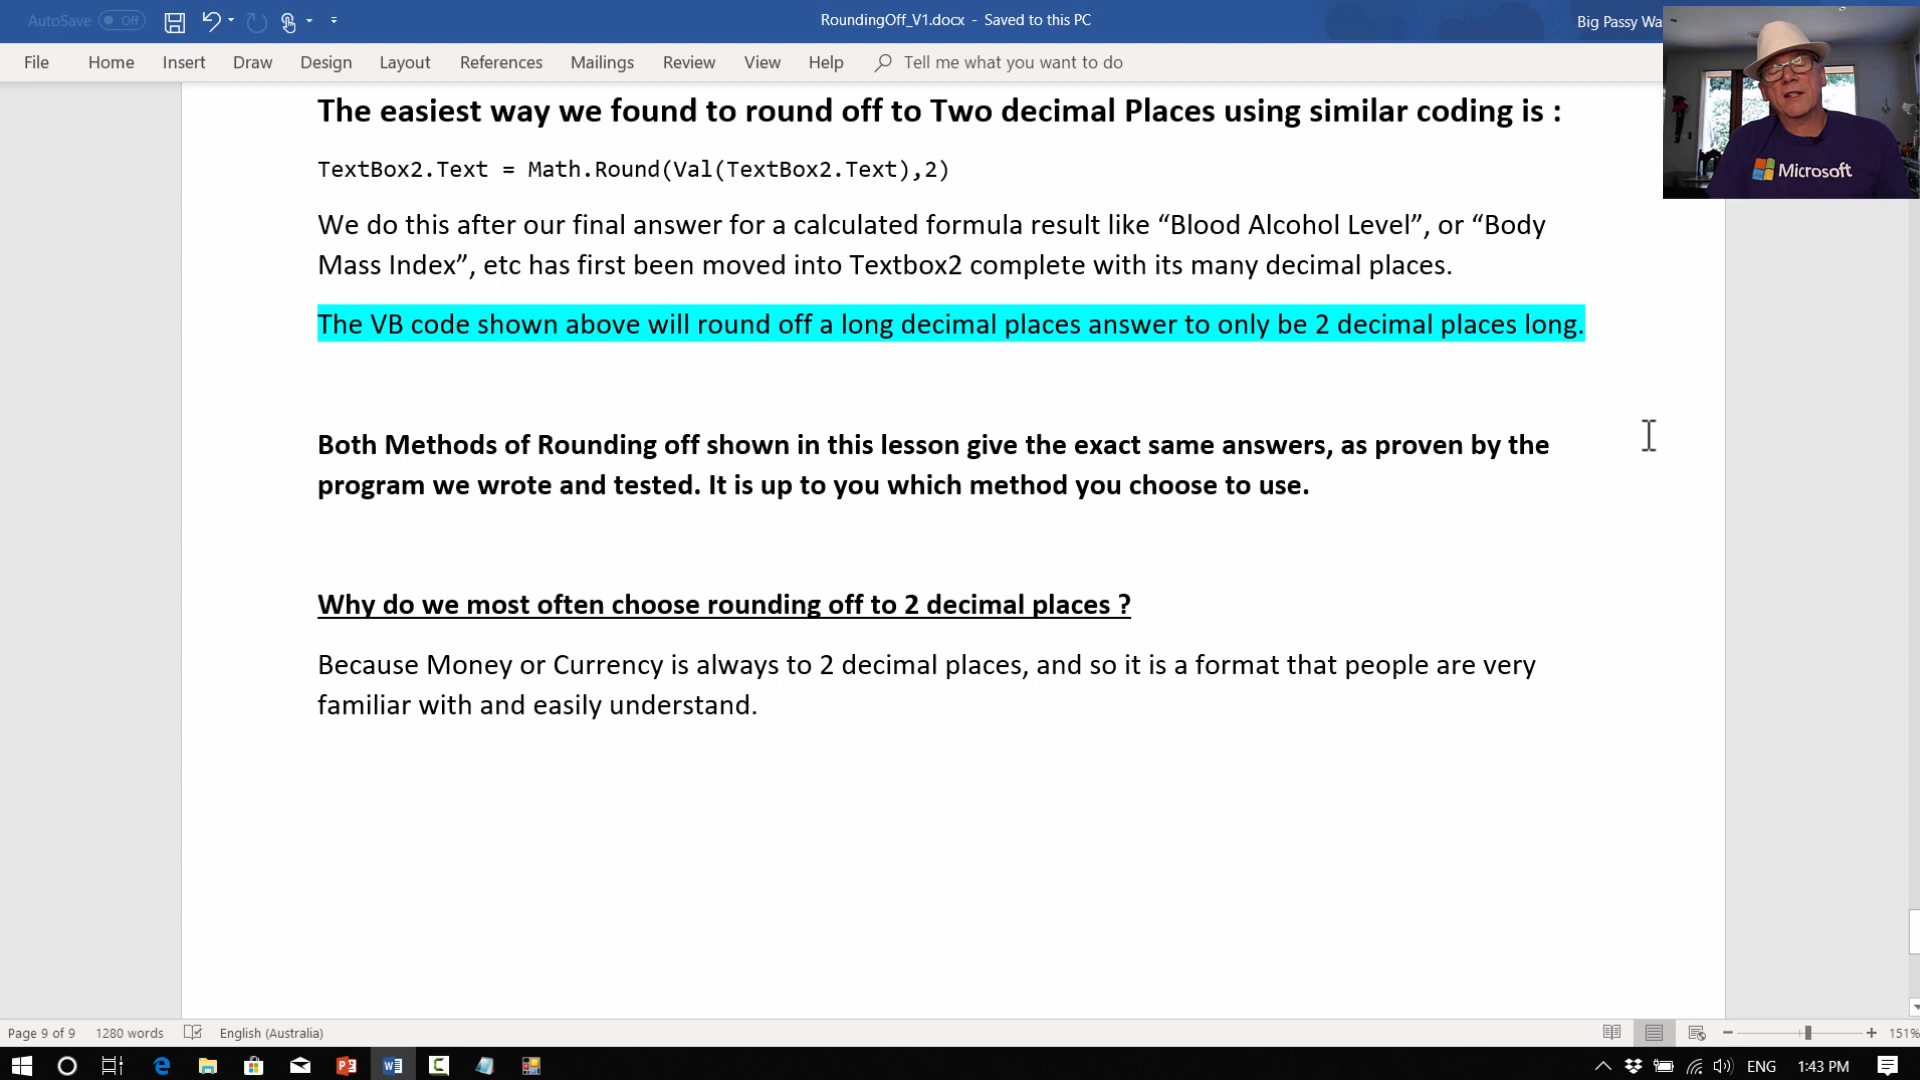 AutoSave Off
RoundingOff_V1.docx - Saved to this PC
Big Passy Wa
File Home Insert Draw Design Layout References Mailings Review View Help Tell me what you want to do
Microsoft
The easiest way we found to round off to Two decimal Places using similar coding is :
TextBox2.Text = Math.Round(Val(TextBox2.Text),2)
We do this after our final answer for a calculated formula result like “Blood Alcohol Level”, or “Body
Mass Index”, etc has first been moved into Textbox2 complete with its many decimal places.
The VB code shown above will round off a long decimal places answer to only be 2 decimal places long.
Both Methods of Rounding off shown in this lesson give the exact same answers, as proven by the
program we wrote and tested. It is up to you which method you choose to use.
Why do we most often choose rounding off to 2 decimal places ?
Because Money or Currency is always to 2 decimal places, and so it is a format that people are very
familiar with and easily understand.
Page 9 of 9 1280 words English (Australia) 151%
ENG 1:43 PM